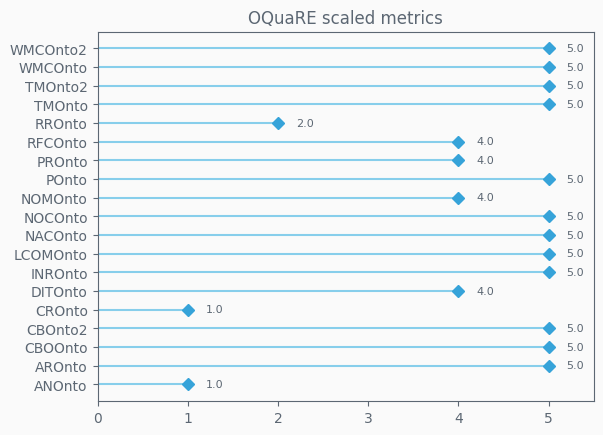 OQuaRE scaled metrics
WMCOnto2 5.0
WMCOnto 5.0
TMOnto2 5.0
TMOnto 5.0
RROnto 2.0
RFCOnto 4.0
PROnto 4.0
POnto 5.0
NOMOnto 4.0
NOCOnto 5.0
NACOnto 5.0
LCOMOnto 5.0
INROnto 5.0
DITOnto 4.0
CROnto 1.0
CBOnto2 5.0
CBOOnto 5.0
AROnto 5.0
ANOnto 1.0
0 1 2 3 4 5